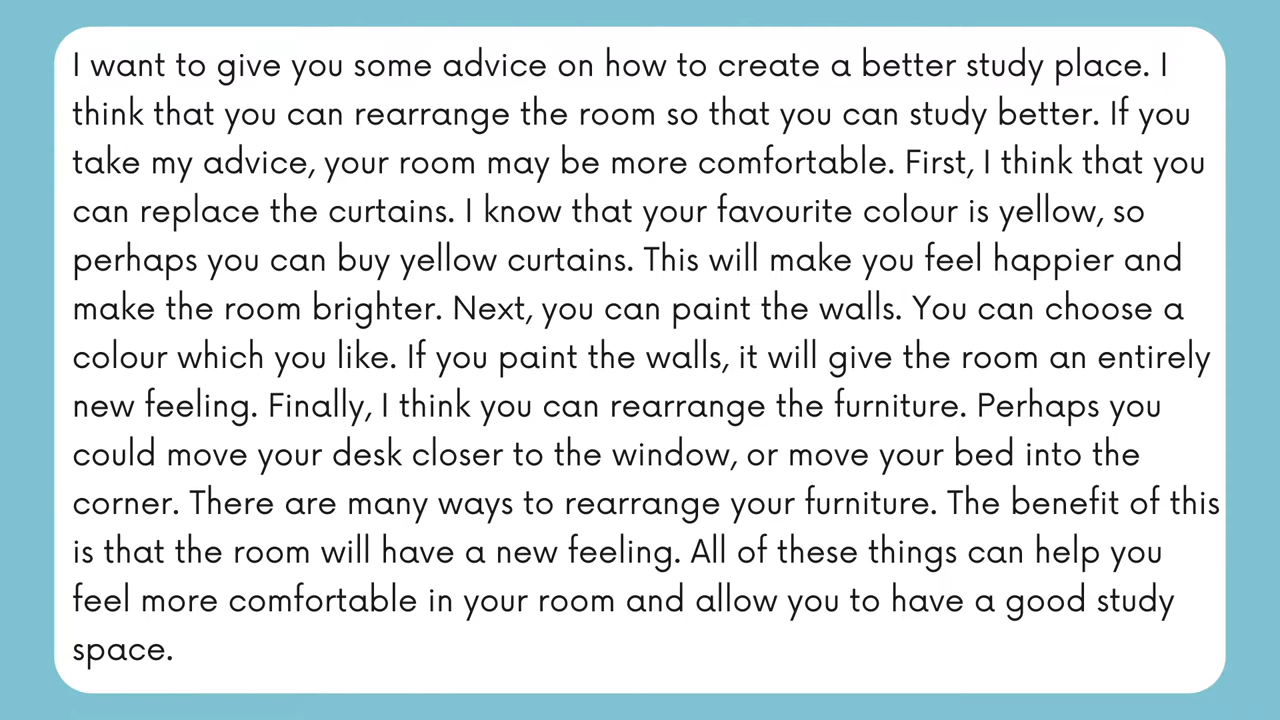 I want to give you some advice on how to create a better study place. I
think that you can rearrange the room so that you can study better. If you
take my advice, your room may be more comfortable. First, I think that you
can replace the curtains. I know that your favourite colour is yellow, so
perhaps you can buy yellow curtains. This will make you feel happier and
make the room brighter. Next, you can paint the walls. You can choose a
colour which you like. If you paint the walls, it will give the room an entirely
new feeling. Finally, I think you can rearrange the furniture. Perhaps you
could move your desk closer to the window, or move your bed into the
corner. There are many ways to rearrange your furniture. The benefit of this
is that the room will have a new feeling. All of these things can help you
feel more comfortable in your room and allow you to have a good study
space.